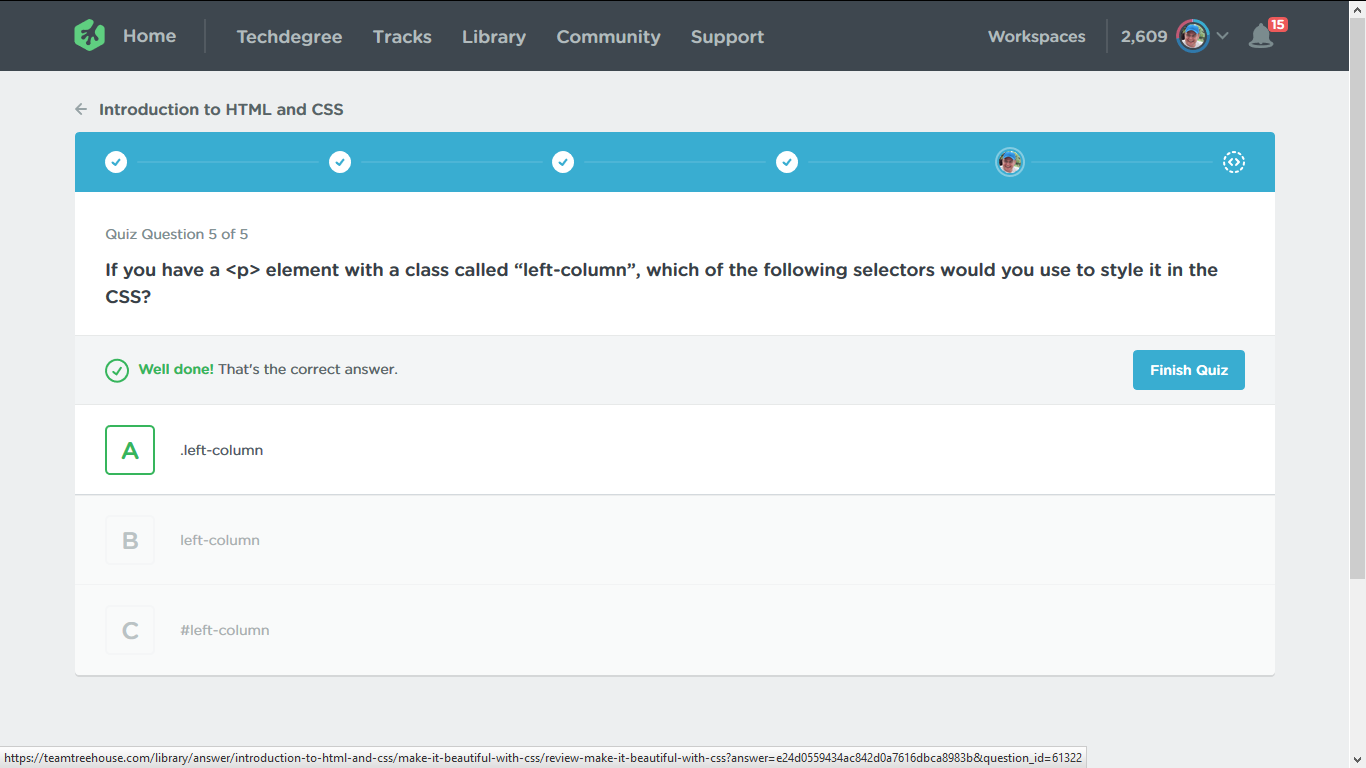 Home Techdegree Tracks Library Community Support Workspaces 2,609 15
← Introduction to HTML and CSS
Quiz Question 5 of 5
If you have a <p> element with a class called “left-column”, which of the following selectors would you use to style it in the
CSS?
Well done! That's the correct answer. Finish Quiz
A .left-column
B left-column
C #left-column
https://teamtreehouse.com/library/answer/introduction-to-html-and-css/make-it-beautiful-with-css/review-make-it-beautiful-with-css?answer=e24d0559434ac842d0a7616dbca8983b&question_id=61322